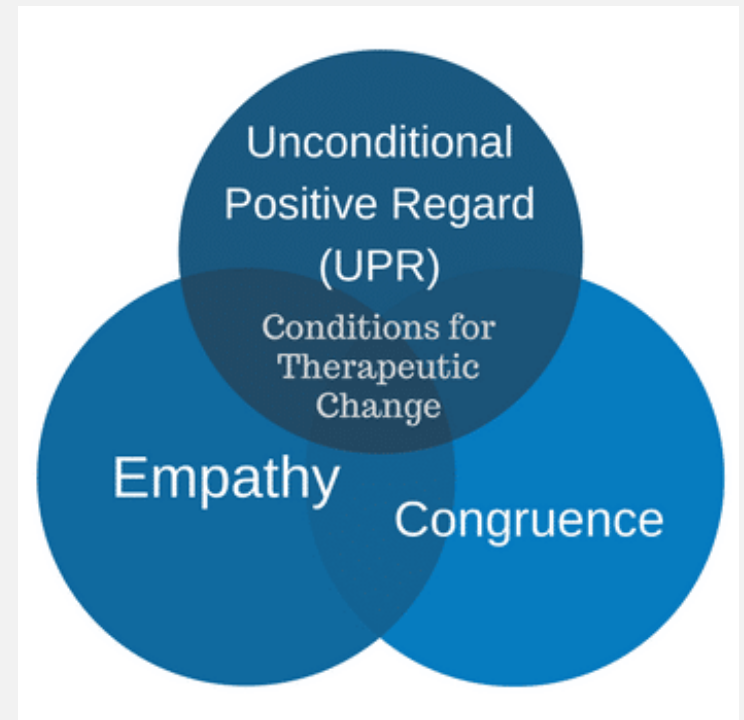 Unconditional
Positive Regard
(UPR)
Conditions for
Therapeutic
Change
Empathy
Congruence